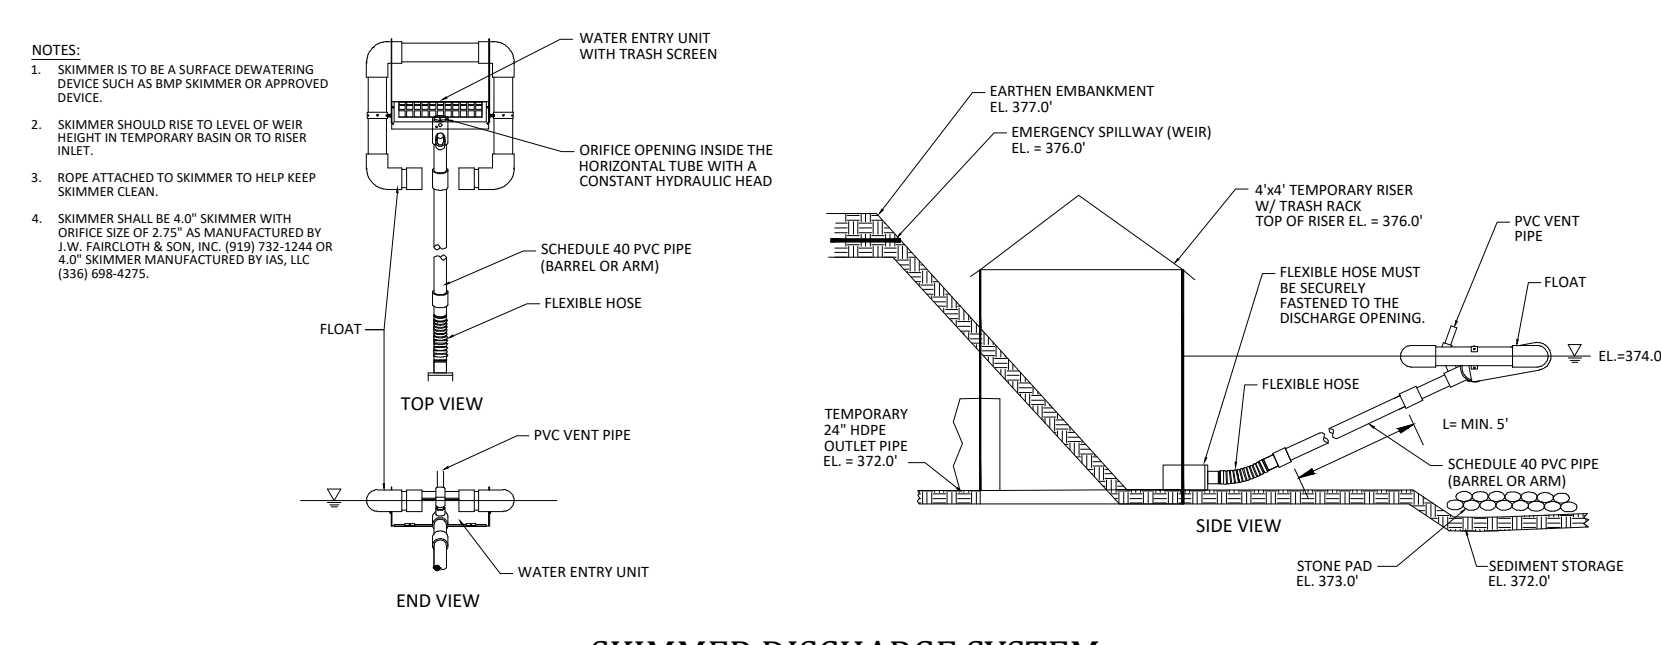 NOTES:
1. SKIMMER IS TO BE A SURFACE DEWATERING
DEVICE SUCH AS BMP SKIMMER OR APPROVED
DEVICE.
2. SKIMMER SHOULD RISE TO LEVEL OF WEIR
HEIGHT IN TEMPORARY BASIN OR TO RISER
INLET.
3. ROPE ATTACHED TO SKIMMER TO HELP KEEP
SKIMMER CLEAN.
4. SKIMMER SHALL BE 4.0" SKIMMER WITH
ORIFICE SIZE OF 2.75" AS MANUFACTURED BY
J.W. FAIRCLOTH & SON, INC. (919) 732-1244 OR
4.0" SKIMMER MANUFACTURED BY IAS, LLC
(336) 698-4275.
WATER ENTRY UNIT
WITH TRASH SCREEN
ORIFICE OPENING INSIDE THE
HORIZONTAL TUBE WITH A
CONSTANT HYDRAULIC HEAD
SCHEDULE 40 PVC PIPE
(BARREL OR ARM)
FLEXIBLE HOSE
FLOAT
TOP VIEW
PVC VENT PIPE
WATER ENTRY UNIT
END VIEW
EARTHEN EMBANKMENT
EL. 377.0'
EMERGENCY SPILLWAY (WEIR)
EL. = 376.0'
4'x4' TEMPORARY RISER
W/ TRASH RACK
TOP OF RISER EL. = 376.0'
PVC VENT
PIPE
FLEXIBLE HOSE MUST
BE SECURELY
FASTENED TO THE
DISCHARGE OPENING.
FLOAT
EL.=374.0
FLEXIBLE HOSE
TEMPORARY
24" HDPE
OUTLET PIPE
EL. = 372.0'
L= MIN. 5'
SCHEDULE 40 PVC PIPE
(BARREL OR ARM)
SIDE VIEW
STONE PAD
EL. 373.0'
SEDIMENT STORAGE
EL. 372.0'
SKIMMER DISCHARGE SYSTEM